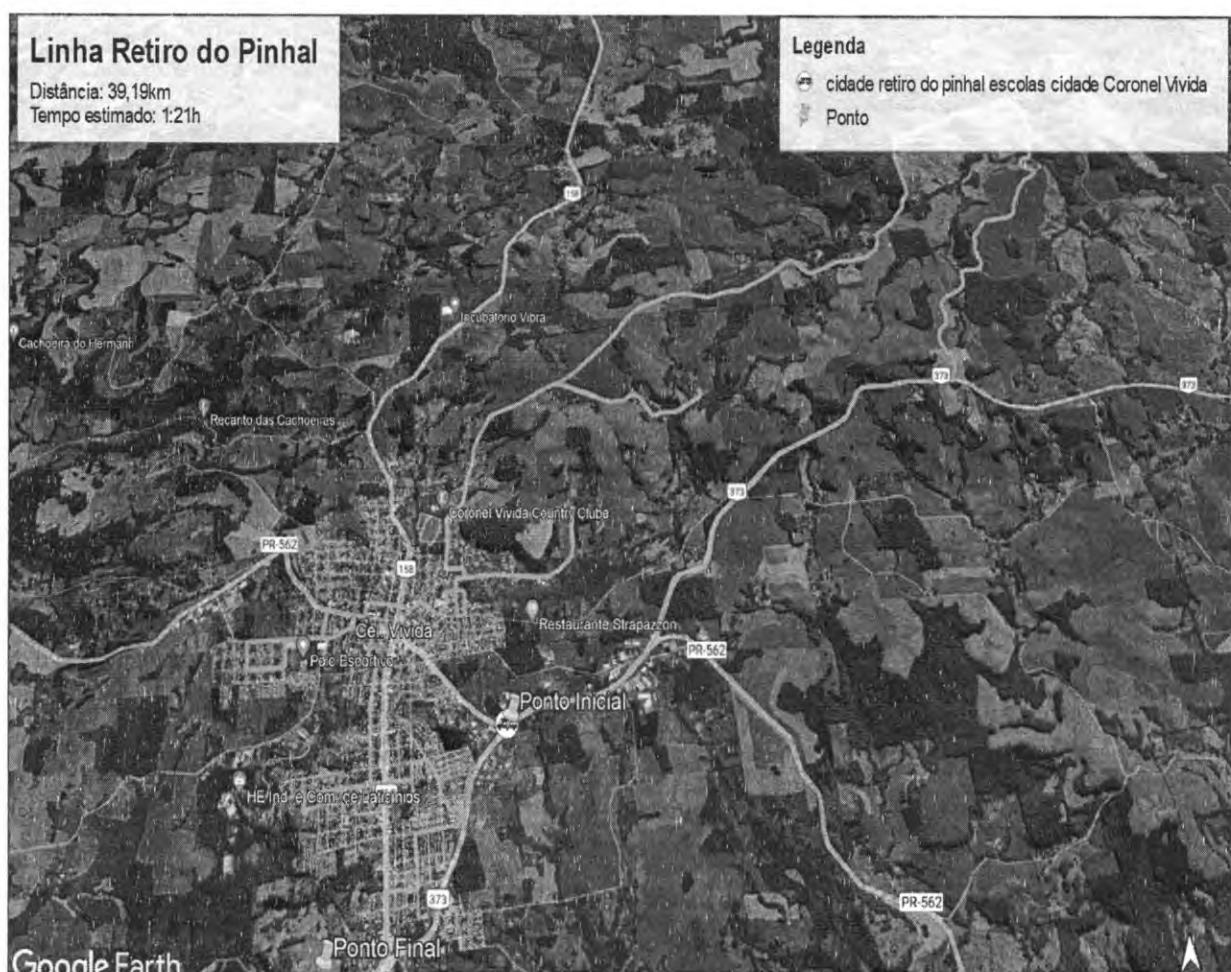 Linha Retiro do Pinhal
Distância: 39,19km
Tempo estimado: 1:21h
Legenda
cidade retiro do pinhal escolas cidade Coronel Vivida
Ponto
158
Incubatório Vibra
Cachoeira do Hermann
373
373
Recanto das Cachoeiras
373
Coronel Vivida Country Cluba
PR-562
158
Restaurante Strapazzon
Cel. Vivida
PR-562
Polo Esportivo
Ponto Inicial
HE Ind. e Com. de Laticínios
373
PR-562
Ponto Final
Google Earth